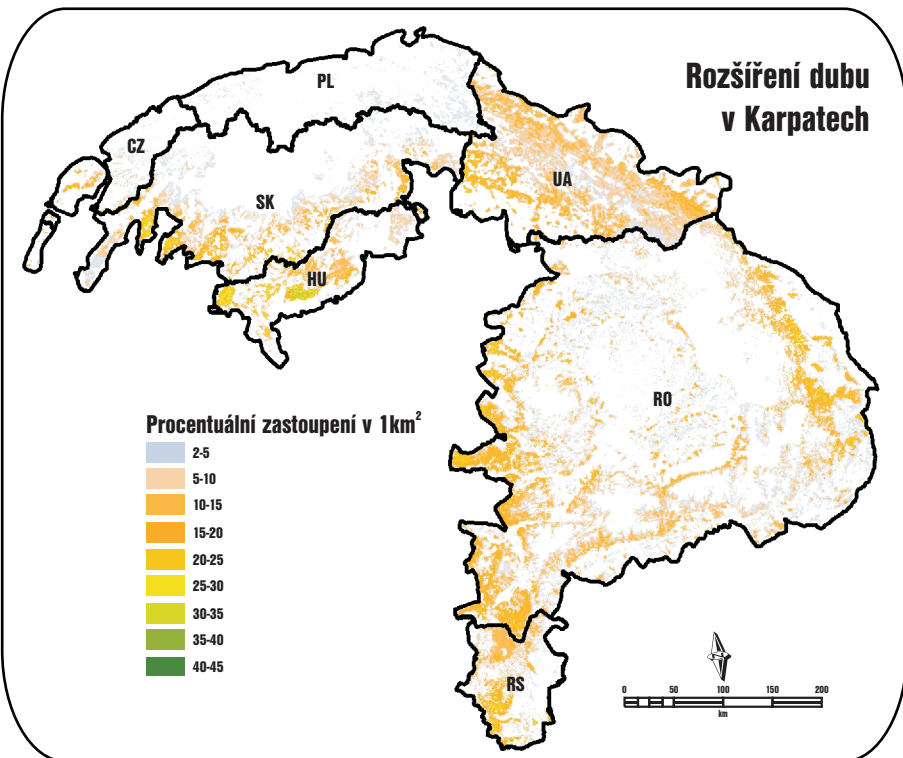 Rozšíření dubu
v Karpatech
PL
CZ
SK
UA
HU
RO
RS
Procentuální zastoupení v 1km²
2-5
5-10
10-15
15-20
20-25
25-30
30-35
35-40
40-45
0 50 100 150 200
km